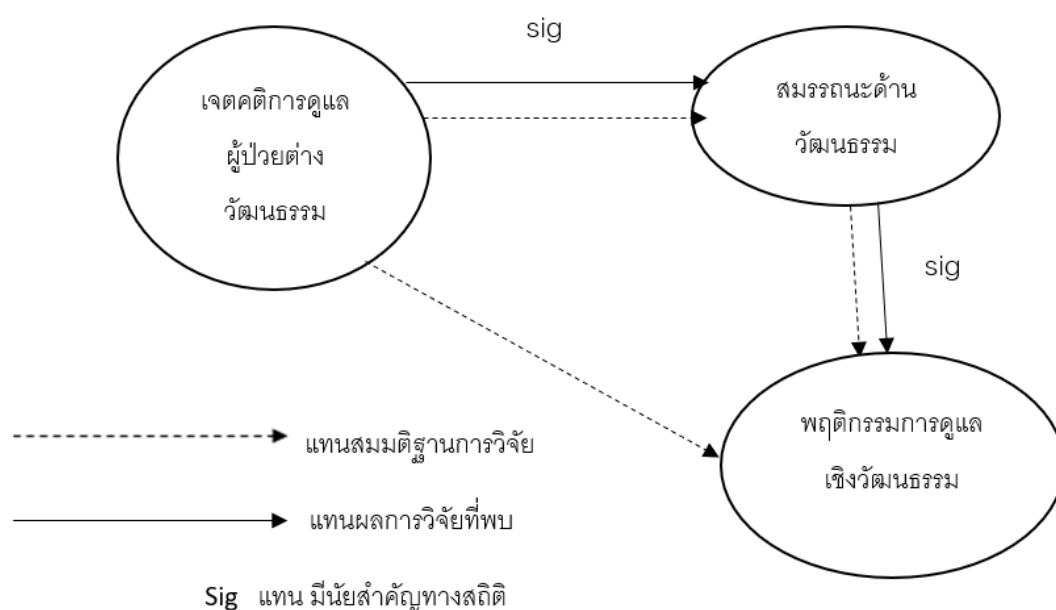 sig
เจตคติการดูแล
ผู้ป่วยต่าง
วัฒนธรรม
สมรรถนะด้าน
วัฒนธรรม
sig
พฤติกรรมการดูแล
เชิงวัฒนธรรม
แทนสมมติฐานการวิจัย
แทนผลการวิจัยที่พบ
Sig แทน มีนัยสำคัญทางสถิติ